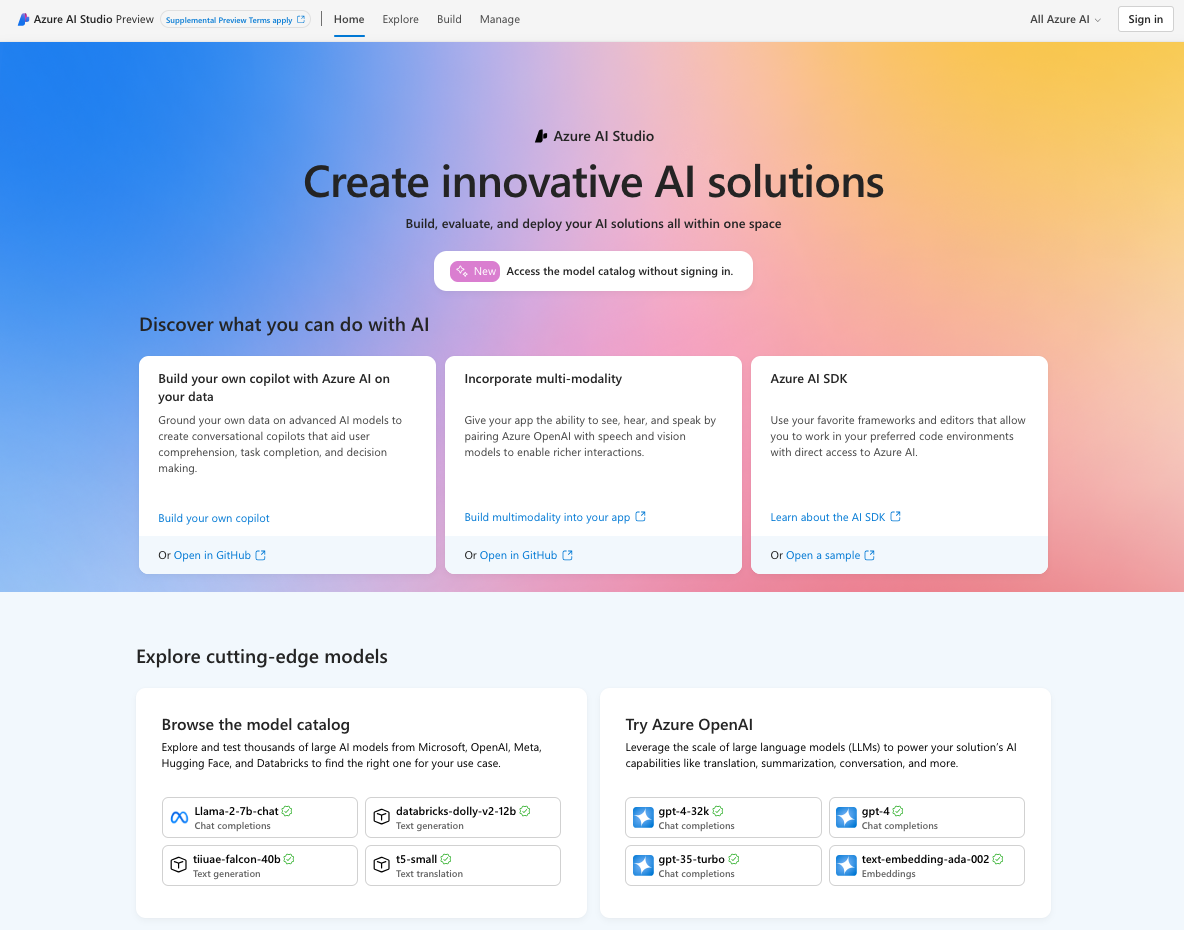 Azure AI Studio Preview Supplemental Preview Terms apply Home Explore Build Manage All Azure AI Sign in
Azure AI Studio
Create innovative AI solutions
Build, evaluate, and deploy your AI solutions all within one space
New Access the model catalog without signing in.
Discover what you can do with AI
Build your own copilot with Azure AI on
your data
Ground your own data on advanced AI models to
create conversational copilots that aid user
comprehension, task completion, and decision
making.
Build your own copilot
Or Open in GitHub
Incorporate multi-modality
Give your app the ability to see, hear, and speak by
pairing Azure OpenAI with speech and vision
models to enable richer interactions.
Build multimodality into your app
Or Open in GitHub
Azure AI SDK
Use your favorite frameworks and editors that allow
you to work in your preferred code environments
with direct access to Azure AI.
Learn about the AI SDK
Or Open a sample
Explore cutting-edge models
Browse the model catalog
Explore and test thousands of large AI models from Microsoft, OpenAI, Meta,
Hugging Face, and Databricks to find the right one for your use case.
Llama-2-7b-chat
Chat completions
databricks-dolly-v2-12b
Text generation
tiiuae-falcon-40b
Text generation
t5-small
Text translation
Try Azure OpenAI
Leverage the scale of large language models (LLMs) to power your solution's AI
capabilities like translation, summarization, conversation, and more.
gpt-4-32k
Chat completions
gpt-4
Chat completions
gpt-35-turbo
Chat completions
text-embedding-ada-002
Embeddings